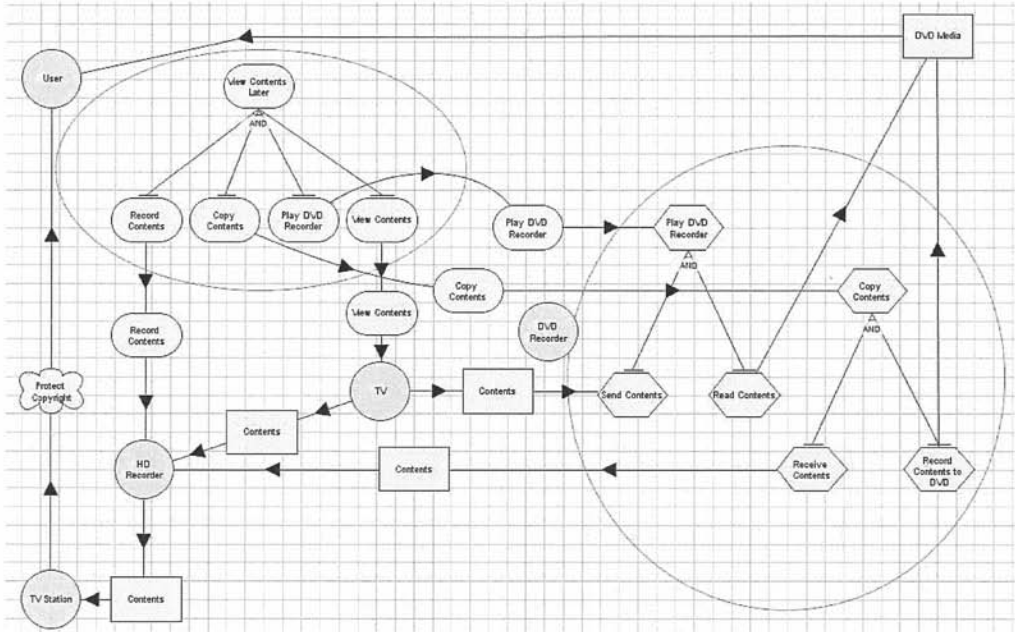 DVD Media
User
View Contents
Later
AND
Record
Contents
Copy
Contents
Play DVD
Recorder
View Contents
Play DVD
Recorder
Play DVD
Recorder
AND
Copy
Contents
Copy
Contents
AND
View Contents
Record
Contents
DVD
Recorder
Protect
Copyright
TV
Contents
Send Contents
Read Contents
Contents
HD
Recorder
Contents
Receive
Contents
Record
Contents to
DVD
TV Station
Contents